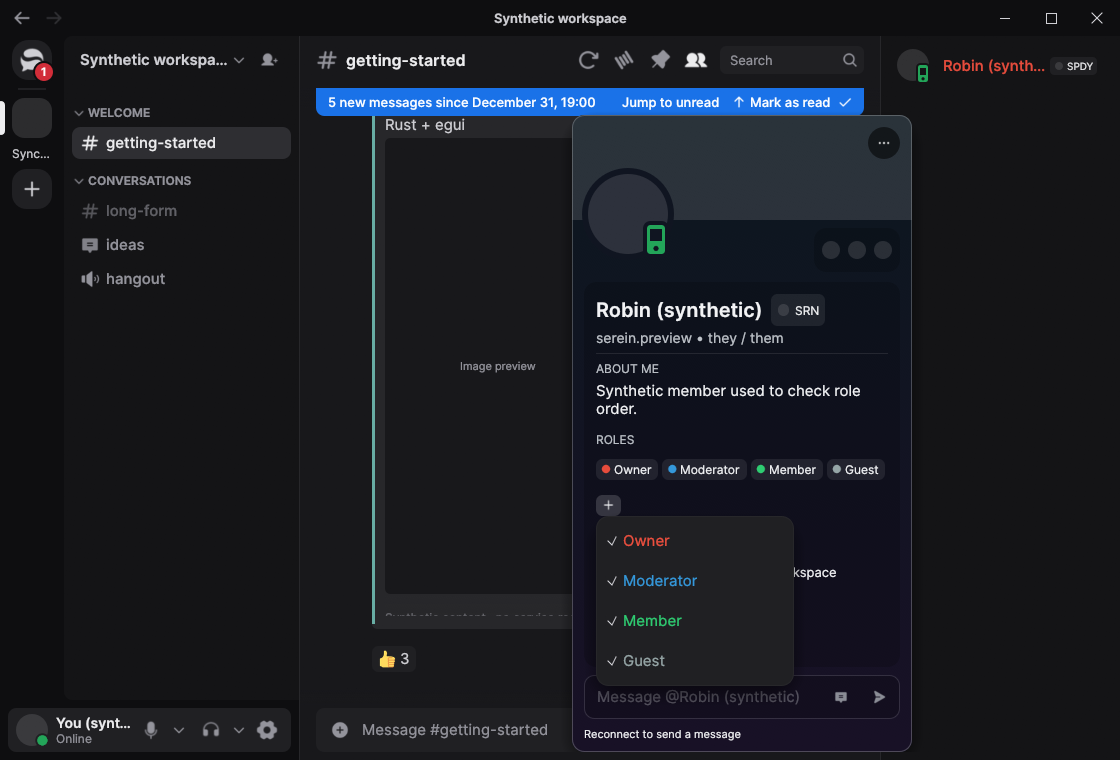 Synthetic workspace
1
Sync...
Synthetic workspa...
WELCOME
getting-started
CONVERSATIONS
long-form
ideas
hangout
You (synt...
Online
getting-started
Search
5 new messages since December 31, 19:00
Jump to unread
Mark as read
Rust + egui
Image preview
👍 3
Message #getting-started
Robin (synth...
SPDY
Robin (synthetic)
SRN
serein.preview • they / them
ABOUT ME
Synthetic member used to check role
order.
ROLES
Owner
Moderator
Member
Guest
+
✓ Owner
✓ Moderator
✓ Member
✓ Guest
kspace
Message @Robin (synthetic)
Reconnect to send a message